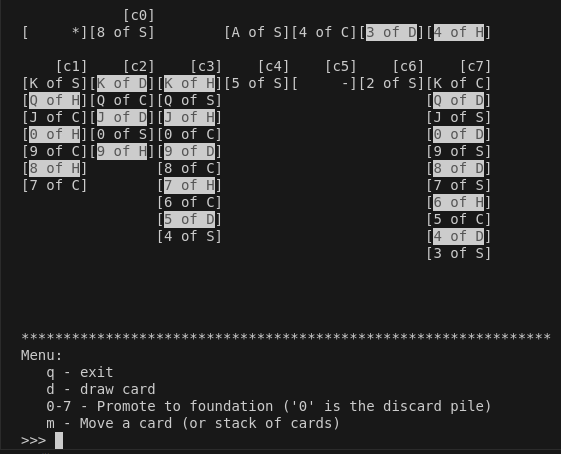 [c0]
[     *][8 of S]        [A of S][4 of C][3 of D][4 of H]
[c1]    [c2]    [c3]    [c4]    [c5]    [c6]    [c7]
[K of S][K of D][K of H][5 of S][     -][2 of S][K of C]
[Q of H][Q of C][Q of S]                        [Q of D]
[J of C][J of D][J of H]                        [J of S]
[0 of H][0 of S][0 of C]                        [0 of D]
[9 of C][9 of H][9 of D]                        [9 of S]
[8 of H]        [8 of C]                        [8 of D]
[7 of C]        [7 of H]                        [7 of S]
[6 of C]                        [6 of H]
[5 of D]                        [5 of C]
[4 of S]                        [4 of D]
[3 of S]
***************************************************************
Menu:
q - exit
d - draw card
0-7 - Promote to foundation ('0' is the discard pile)
m - Move a card (or stack of cards)
>>>